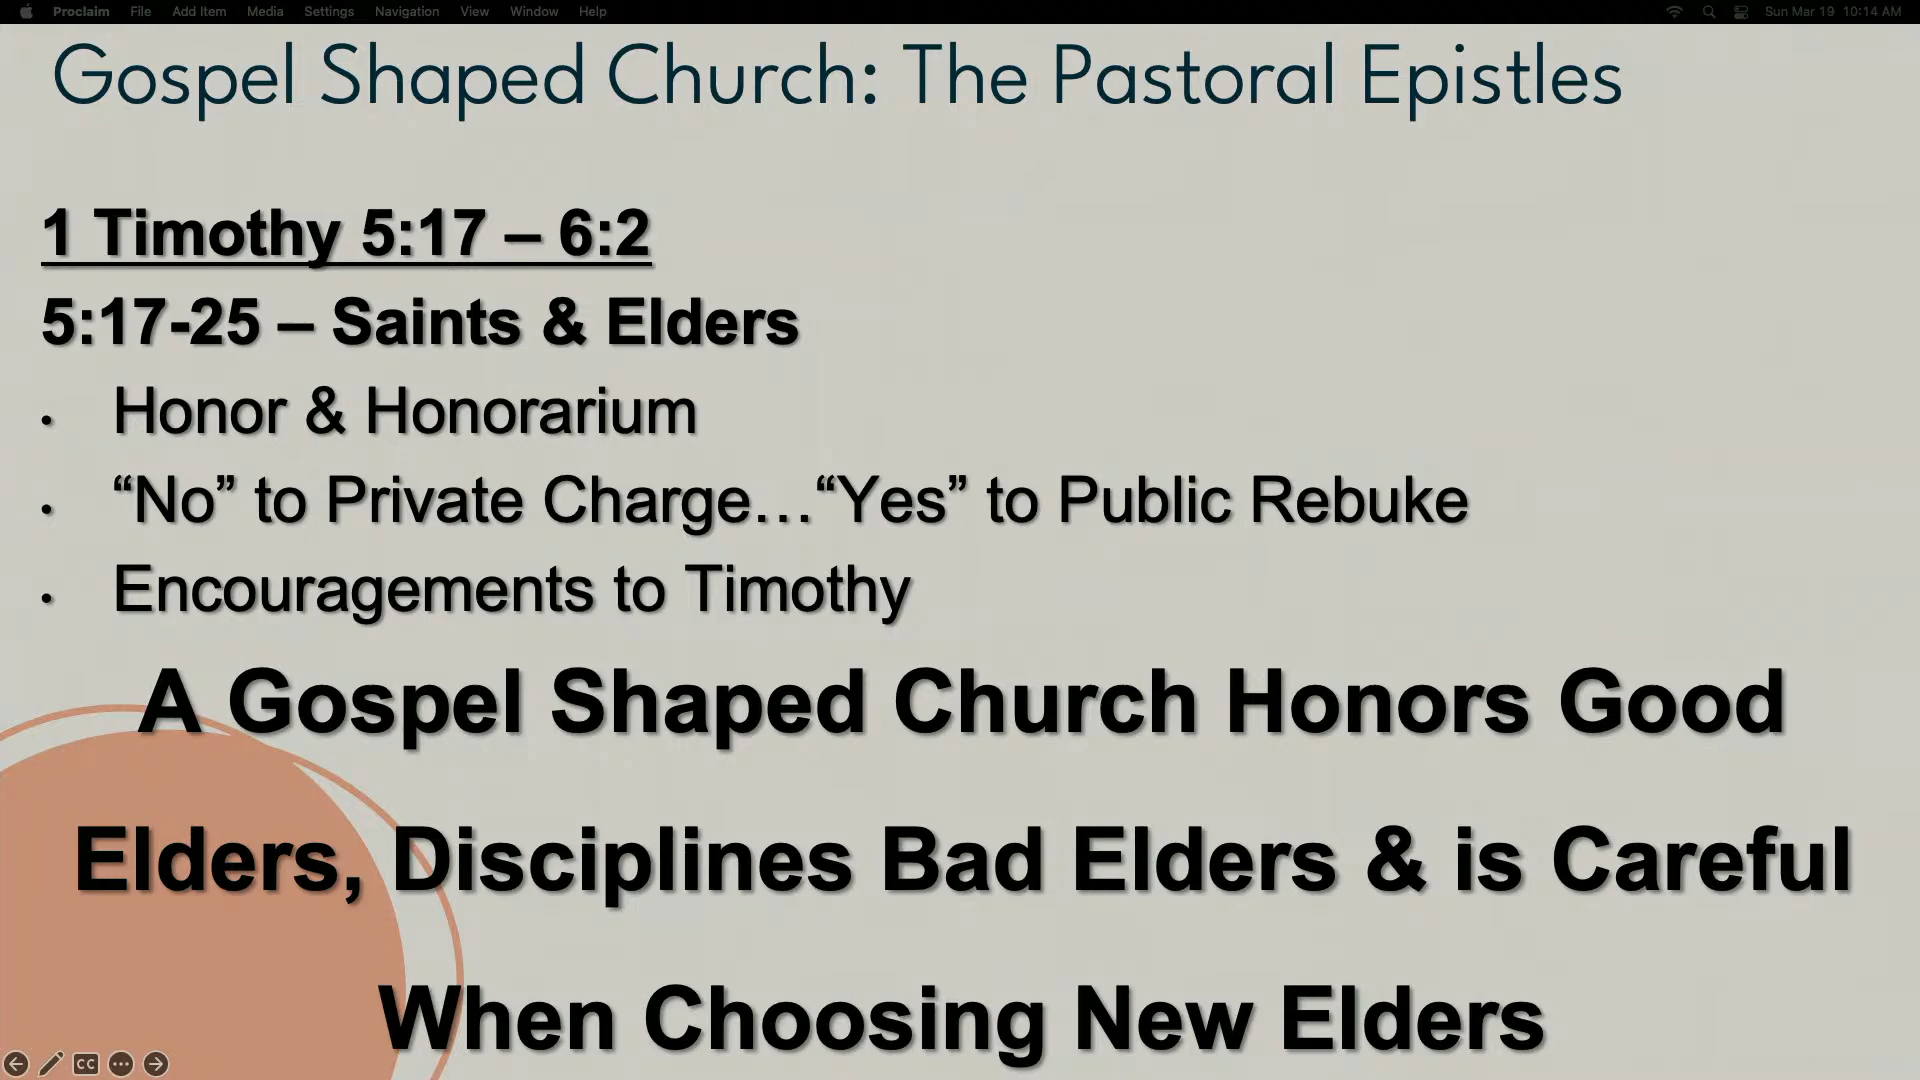 Proclaim File Add Item Media Settings Navigation View Window Help Sun Mar 19 10:14 AM
Gospel Shaped Church: The Pastoral Epistles
1 Timothy 5:17 – 6:2
5:17-25 – Saints & Elders
• Honor & Honorarium
• “No” to Private Charge…“Yes” to Public Rebuke
• Encouragements to Timothy
A Gospel Shaped Church Honors Good
Elders, Disciplines Bad Elders & is Careful
When Choosing New Elders
CC